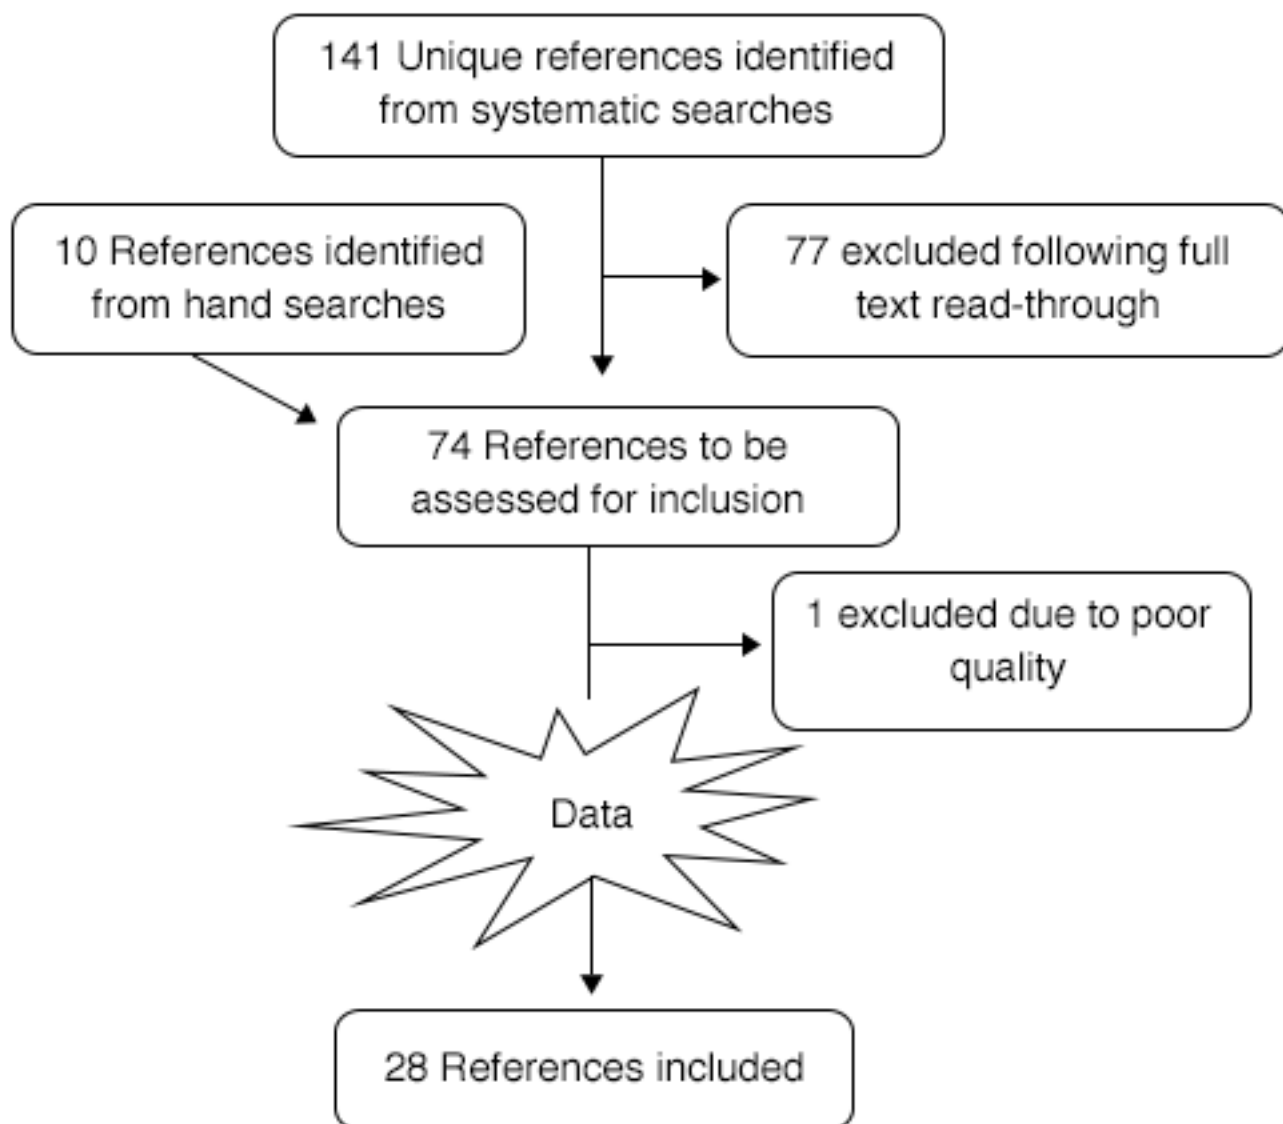 141 Unique references identified
from systematic searches
10 References identified
from hand searches
77 excluded following full
text read-through
74 References to be
assessed for inclusion
1 excluded due to poor
quality
Data
28 References included